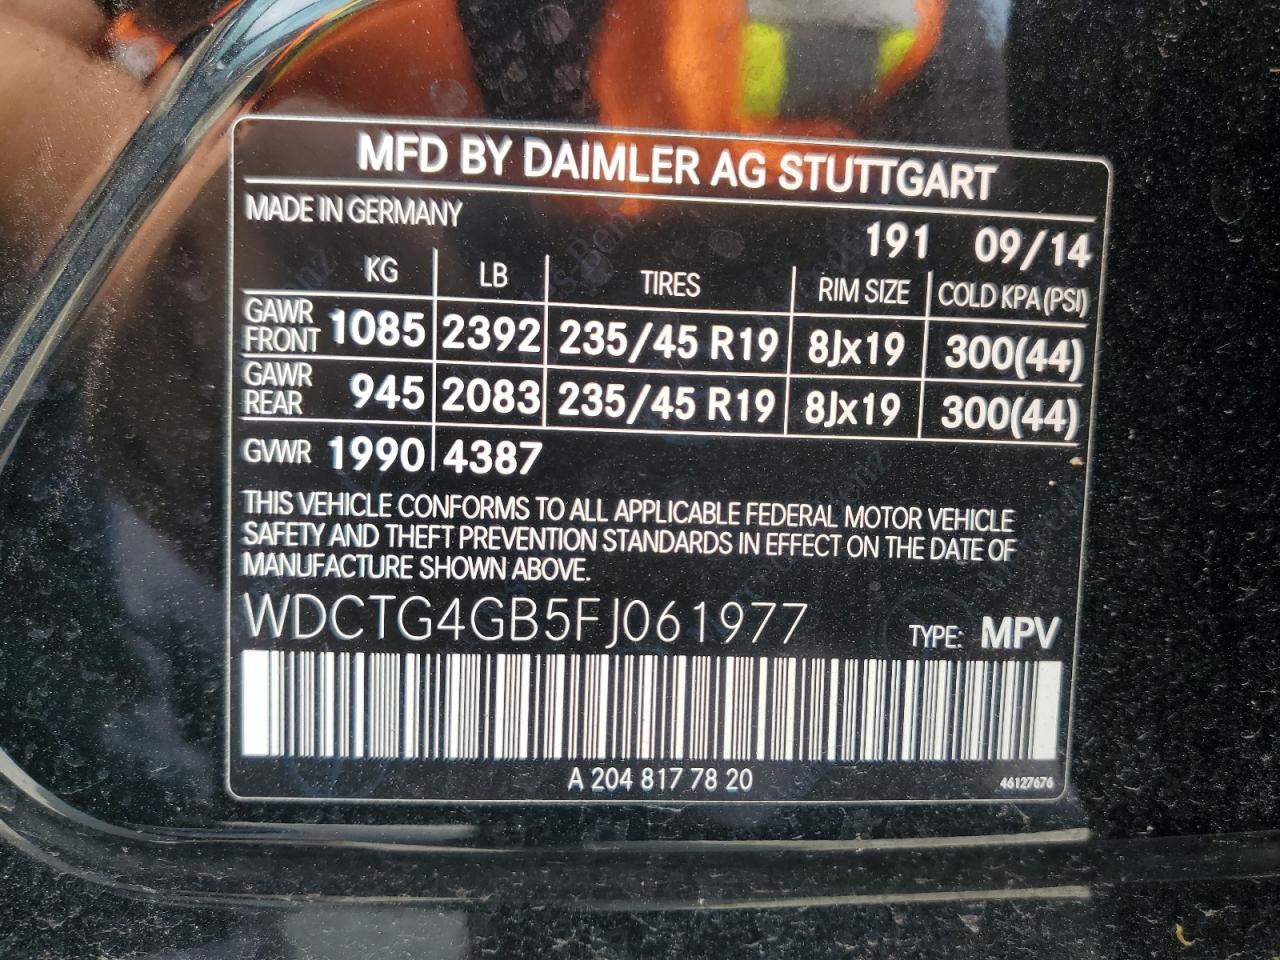 MFD BY DAIMLER AG STUTTGART
MADE IN GERMANY
191 09/14
KG LB TIRES RIM SIZE COLD KPA (PSI)
GAWR FRONT 1085 2392 235/45 R19 8Jx19 300(44)
GAWR REAR 945 2083 235/45 R19 8Jx19 300(44)
GVWR 1990 4387
THIS VEHICLE CONFORMS TO ALL APPLICABLE FEDERAL MOTOR VEHICLE
SAFETY AND THEFT PREVENTION STANDARDS IN EFFECT ON THE DATE OF
MANUFACTURE SHOWN ABOVE.
WDCTG4GB5FJ061977 TYPE: MPV
A 204 817 78 20 46127676